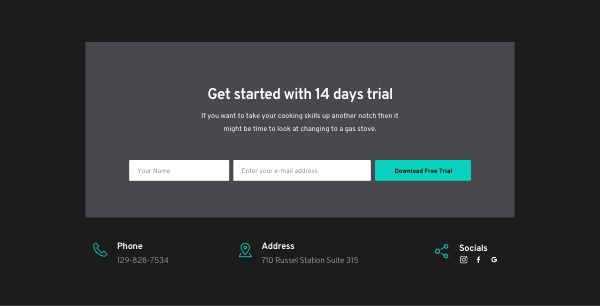 Get started with 14 days trial
If you want to take your cooking skills up another notch then it
might be time to look at changing to a gas stove.
Your Name
Enter your e-mail address
Download Free Trial
Phone
129-828-7534
Address
710 Russel Station Suite 315
Socials